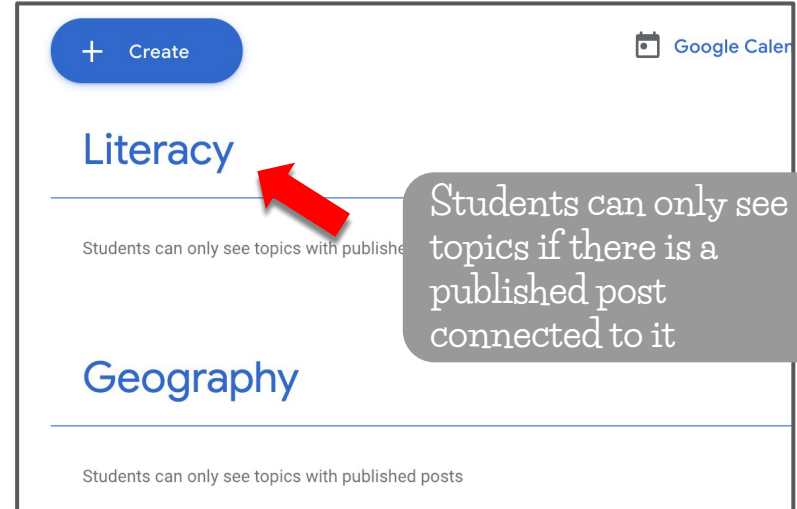 + Create
Google Caler
Literacy
Students can only see topics with publishe
Students can only see
topics if there is a
published post
connected to it
Geography
Students can only see topics with published posts